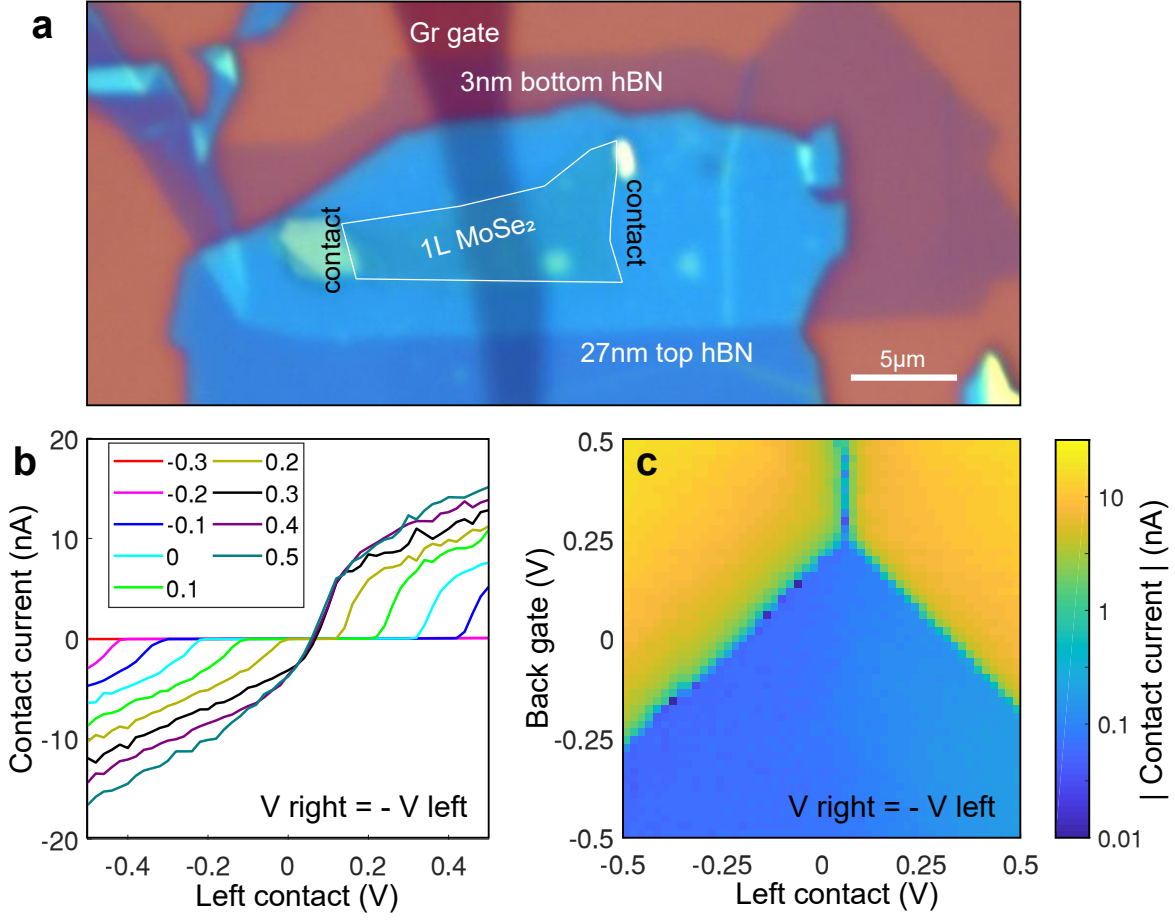 a
Gr gate
3nm bottom hBN
contact
1L MoSe₂
contact
27nm top hBN
5μm
b
20
10
0
-10
-20
Contact current (nA)
-0.3
-0.2
-0.1
0
0.1
0.2
0.3
0.4
0.5
V right = - V left
-0.4
-0.2
0
0.2
0.4
Left contact (V)
c
0.5
0.25
0
-0.25
-0.5
Back gate (V)
V right = - V left
-0.5
-0.25
0
0.25
0.5
Left contact (V)
10
1
0.1
0.01
| Contact current | (nA)